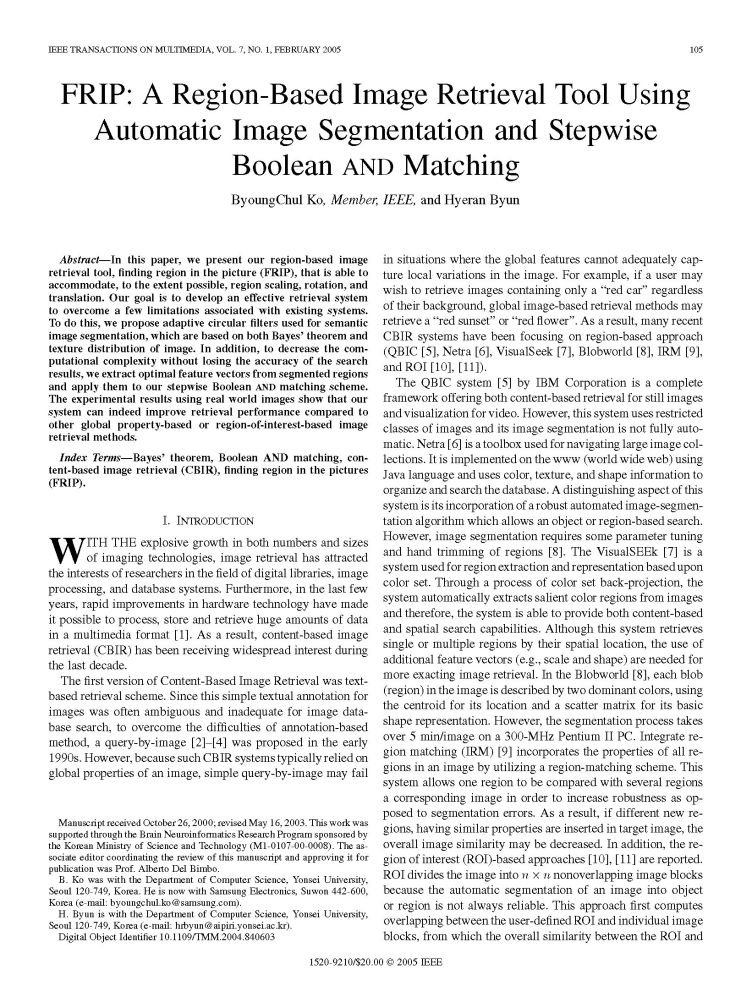 IEEE TRANSACTIONS ON MULTIMEDIA, VOL. 7, NO. 1, FEBRUARY 2005
105
FRIP: A Region-Based Image Retrieval Tool Using
Automatic Image Segmentation and Stepwise
Boolean AND Matching
ByoungChul Ko, Member, IEEE, and Hyeran Byun
Abstract—In this paper, we present our region-based image
retrieval tool, finding region in the picture (FRIP), that is able to
accommodate, to the extent possible, region scaling, rotation, and
translation. Our goal is to develop an effective retrieval system
to overcome a few limitations associated with existing systems.
To do this, we propose adaptive circular filters used for semantic
image segmentation, which are based on both Bayes' theorem and
texture distribution of image. In addition, to decrease the com-
putational complexity without losing the accuracy of the search
results, we extract optimal feature vectors from segmented regions
and apply them to our stepwise Boolean AND matching scheme.
The experimental results using real world images show that our
system can indeed improve retrieval performance compared to
other global property-based or region-of-interest-based image
retrieval methods.
Index Terms—Bayes' theorem, Boolean AND matching, con-
tent-based image retrieval (CBIR), finding region in the pictures
(FRIP).
I. INTRODUCTION
WITH THE explosive growth in both numbers and sizes
of imaging technologies, image retrieval has attracted
the interests of researchers in the field of digital libraries, image
processing, and database systems. Furthermore, in the last few
years, rapid improvements in hardware technology have made
it possible to process, store and retrieve huge amounts of data
in a multimedia format [1]. As a result, content-based image
retrieval (CBIR) has been receiving widespread interest during
the last decade.
The first version of Content-Based Image Retrieval was text-
based retrieval scheme. Since this simple textual annotation for
images was often ambiguous and inadequate for image data-
base search, to overcome the difficulties of annotation-based
method, a query-by-image [2]–[4] was proposed in the early
1990s. However, because such CBIR systems typically relied on
global properties of an image, simple query-by-image may fail
Manuscript received October 26, 2000; revised May 16, 2003. This work was
supported through the Brain Neuroinformatics Research Program sponsored by
the Korean Ministry of Science and Technology (M1-0107-00-0008). The as-
sociate editor coordinating the review of this manuscript and approving it for
publication was Prof. Alberto Del Bimbo.
B. Ko was with the Department of Computer Science, Yonsei University,
Seoul 120-749, Korea. He is now with Samsung Electronics, Suwon 442-600,
Korea (e-mail: byoungchul.ko@samsung.com).
H. Byun is with the Department of Computer Science, Yonsei University,
Seoul 120-749, Korea (e-mail: hrbyun@aipiri.yonsei.ac.kr).
Digital Object Identifier 10.1109/TMM.2004.840603
in situations where the global features cannot adequately cap-
ture local variations in the image. For example, if a user may
wish to retrieve images containing only a “red car” regardless
of their background, global image-based retrieval methods may
retrieve a “red sunset” or “red flower”. As a result, many recent
CBIR systems have been focusing on region-based approach
(QBIC [5], Netra [6], VisualSeek [7], Blobworld [8], IRM [9],
and ROI [10], [11]).
The QBIC system [5] by IBM Corporation is a complete
framework offering both content-based retrieval for still images
and visualization for video. However, this system uses restricted
classes of images and its image segmentation is not fully auto-
matic. Netra [6] is a toolbox used for navigating large image col-
lections. It is implemented on the www (world wide web) using
Java language and uses color, texture, and shape information to
organize and search the database. A distinguishing aspect of this
system is its incorporation of a robust automated image-segmen-
tation algorithm which allows an object or region-based search.
However, image segmentation requires some parameter tuning
and hand trimming of regions [8]. The VisualSEEk [7] is a
system used for region extraction and representation based upon
color set. Through a process of color set back-projection, the
system automatically extracts salient color regions from images
and therefore, the system is able to provide both content-based
and spatial search capabilities. Although this system retrieves
single or multiple regions by their spatial location, the use of
additional feature vectors (e.g., scale and shape) are needed for
more exacting image retrieval. In the Blobworld [8], each blob
(region) in the image is described by two dominant colors, using
the centroid for its location and a scatter matrix for its basic
shape representation. However, the segmentation process takes
over 5 min/image on a 300-MHz Pentium II PC. Integrate re-
gion matching (IRM) [9] incorporates the properties of all re-
gions in an image by utilizing a region-matching scheme. This
system allows one region to be compared with several regions
a corresponding image in order to increase robustness as op-
posed to segmentation errors. As a result, if different new re-
gions, having similar properties are inserted in target image, the
overall image similarity may be decreased. In addition, the re-
gion of interest (ROI)-based approaches [10], [11] are reported.
ROI divides the image into n × n nonoverlapping image blocks
because the automatic segmentation of an image into object
or region is not always reliable. This approach first computes
overlapping between the user-defined ROI and individual image
blocks, from which the overall similarity between the ROI and
1520-9210/$20.00 © 2005 IEEE